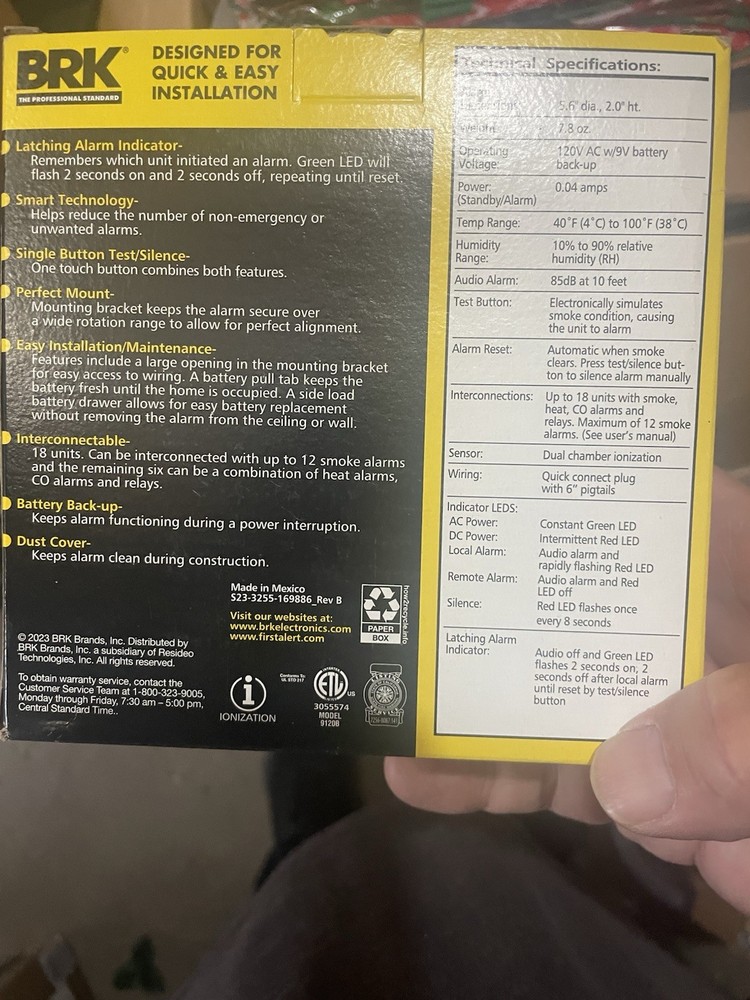 BRK®
THE PROFESSIONAL STANDARD
DESIGNED FOR
QUICK & EASY
INSTALLATION
Latching Alarm Indicator-
Remembers which unit initiated an alarm. Green LED will
flash 2 seconds on and 2 seconds off, repeating until reset.
Smart Technology-
Helps reduce the number of non-emergency or
unwanted alarms.
Single Button Test/Silence-
One touch button combines both features.
Perfect Mount-
Mounting bracket keeps the alarm secure over
a wide rotation range to allow for perfect alignment.
Easy Installation/Maintenance-
Features include a large opening in the mounting bracket
for easy access to wiring. A battery pull tab keeps the
battery fresh until the home is occupied. A side load
battery drawer allows for easy battery replacement
without removing the alarm from the ceiling or wall.
Interconnectable-
18 units. Can be interconnected with up to 12 smoke alarms
and the remaining six can be a combination of heat alarms,
CO alarms and relays.
Battery Back-up-
Keeps alarm functioning during a power interruption.
Dust Cover-
Keeps alarm clean during construction.
Made in Mexico
S23-3255-169886_Rev B
Visit our websites at:
www.brkelectronics.com
www.firstalert.com
PAPER
BOX
how2recycle.info
© 2023 BRK Brands, Inc. Distributed by
BRK Brands, Inc. a subsidiary of Resideo
Technologies, Inc. All rights reserved.
To obtain warranty service, contact the
Customer Service Team at 1-800-323-9005,
Monday through Friday, 7:30 am – 5:00 pm,
Central Standard Time..
IONIZATION
Conforms To:
UL STD 217
ETL
US
3055574
MODEL
9120B
Technical Specifications:
Dimensions: 5.6" dia., 2.0" ht.
Weight: 7.8 oz.
Operating 120V AC w/9V battery
Voltage: back-up
Power: 0.04 amps
(Standby/Alarm)
Temp Range: 40˚F (4˚C) to 100˚F (38˚C)
Humidity 10% to 90% relative
Range: humidity (RH)
Audio Alarm: 85dB at 10 feet
Test Button: Electronically simulates
smoke condition, causing
the unit to alarm
Alarm Reset: Automatic when smoke
clears. Press test/silence but-
ton to silence alarm manually
Interconnections: Up to 18 units with smoke,
heat, CO alarms and
relays. Maximum of 12 smoke
alarms. (See user's manual)
Sensor: Dual chamber ionization
Wiring: Quick connect plug
with 6" pigtails
Indicator LEDS:
AC Power: Constant Green LED
DC Power: Intermittent Red LED
Local Alarm: Audio alarm and
rapidly flashing Red LED
Remote Alarm: Audio alarm and Red
LED off
Silence: Red LED flashes once
every 8 seconds
Latching Alarm
Indicator: Audio off and Green LED
flashes 2 seconds on, 2
seconds off after local alarm
until reset by test/silence
button